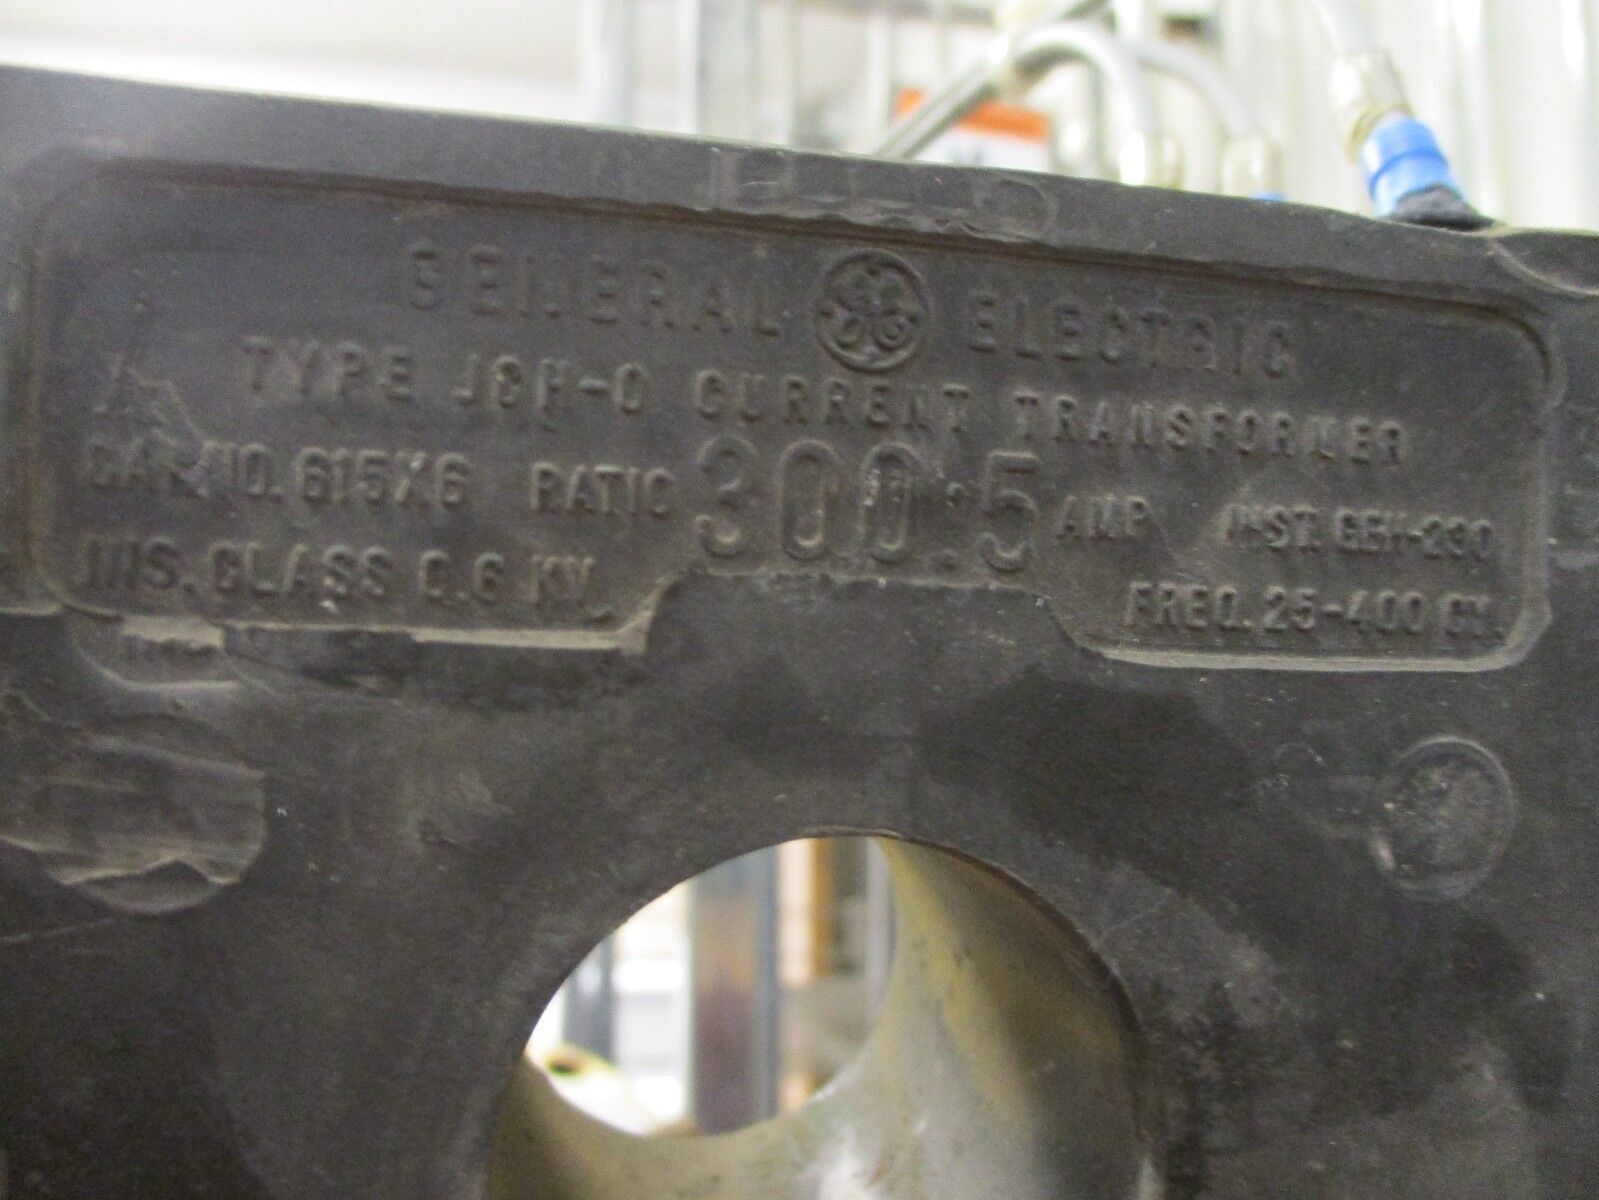 GENERAL GE ELECTRIC
TYPE JCH-0 CURRENT TRANSFORMER
CAT. NO. 615X6 RATIO 300:5 AMP INST. GEH-230
INS. CLASS 0.6 KV. FREQ. 25-400 CY.